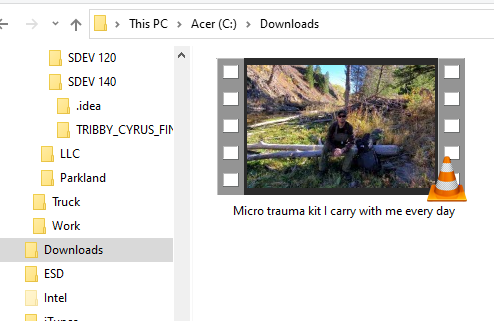 This PC > Acer (C:) > Downloads
SDEV 120
SDEV 140
.idea
TRIBBY_CYRUS_FIN
LLC
Parkland
Truck
Work
Downloads
ESD
Intel
iTunes
Micro trauma kit I carry with me every day